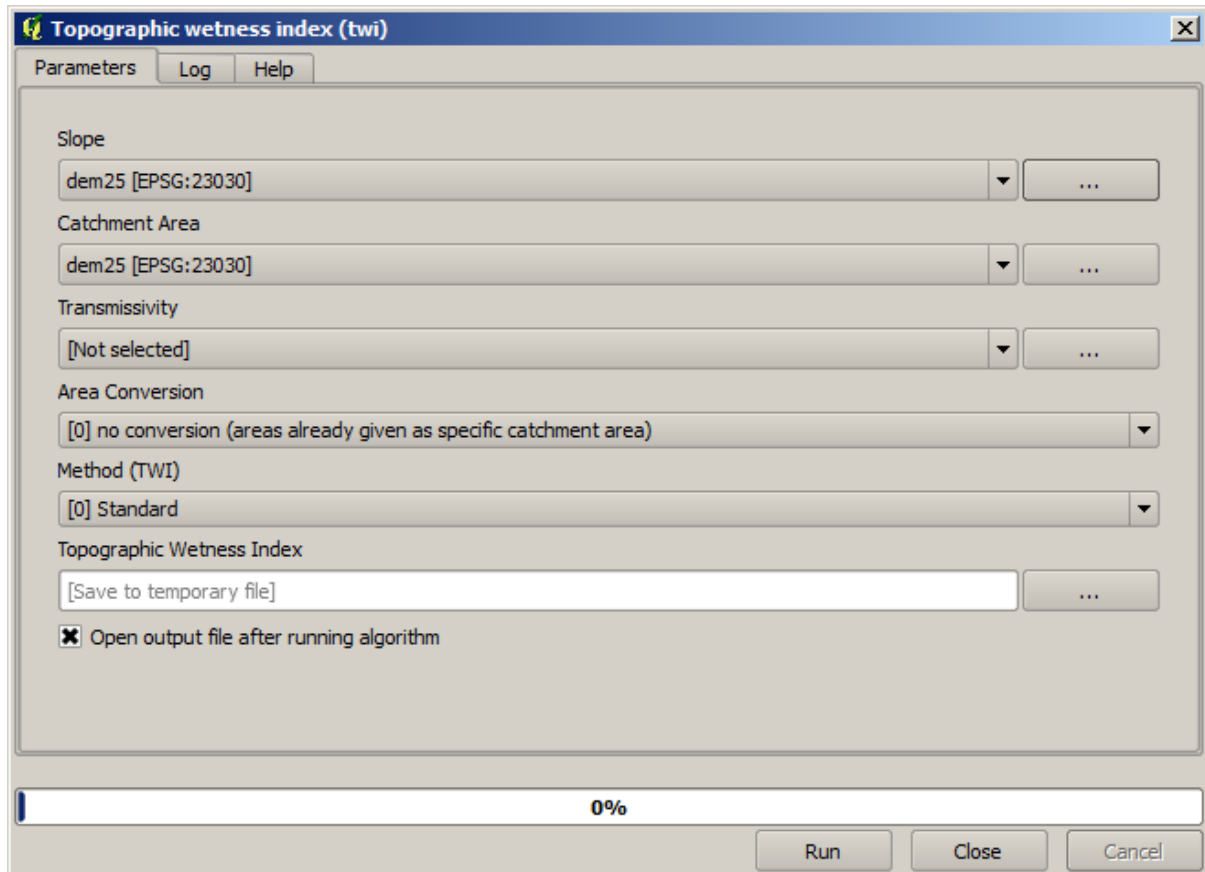 Topographic wetness index (twi)
Parameters Log Help
Slope
dem25 [EPSG:23030] ...
Catchment Area
dem25 [EPSG:23030] ...
Transmissivity
[Not selected] ...
Area Conversion
[0] no conversion (areas already given as specific catchment area)
Method (TWI)
[0] Standard
Topographic Wetness Index
[Save to temporary file] ...
Open output file after running algorithm
0%
Run Close Cancel